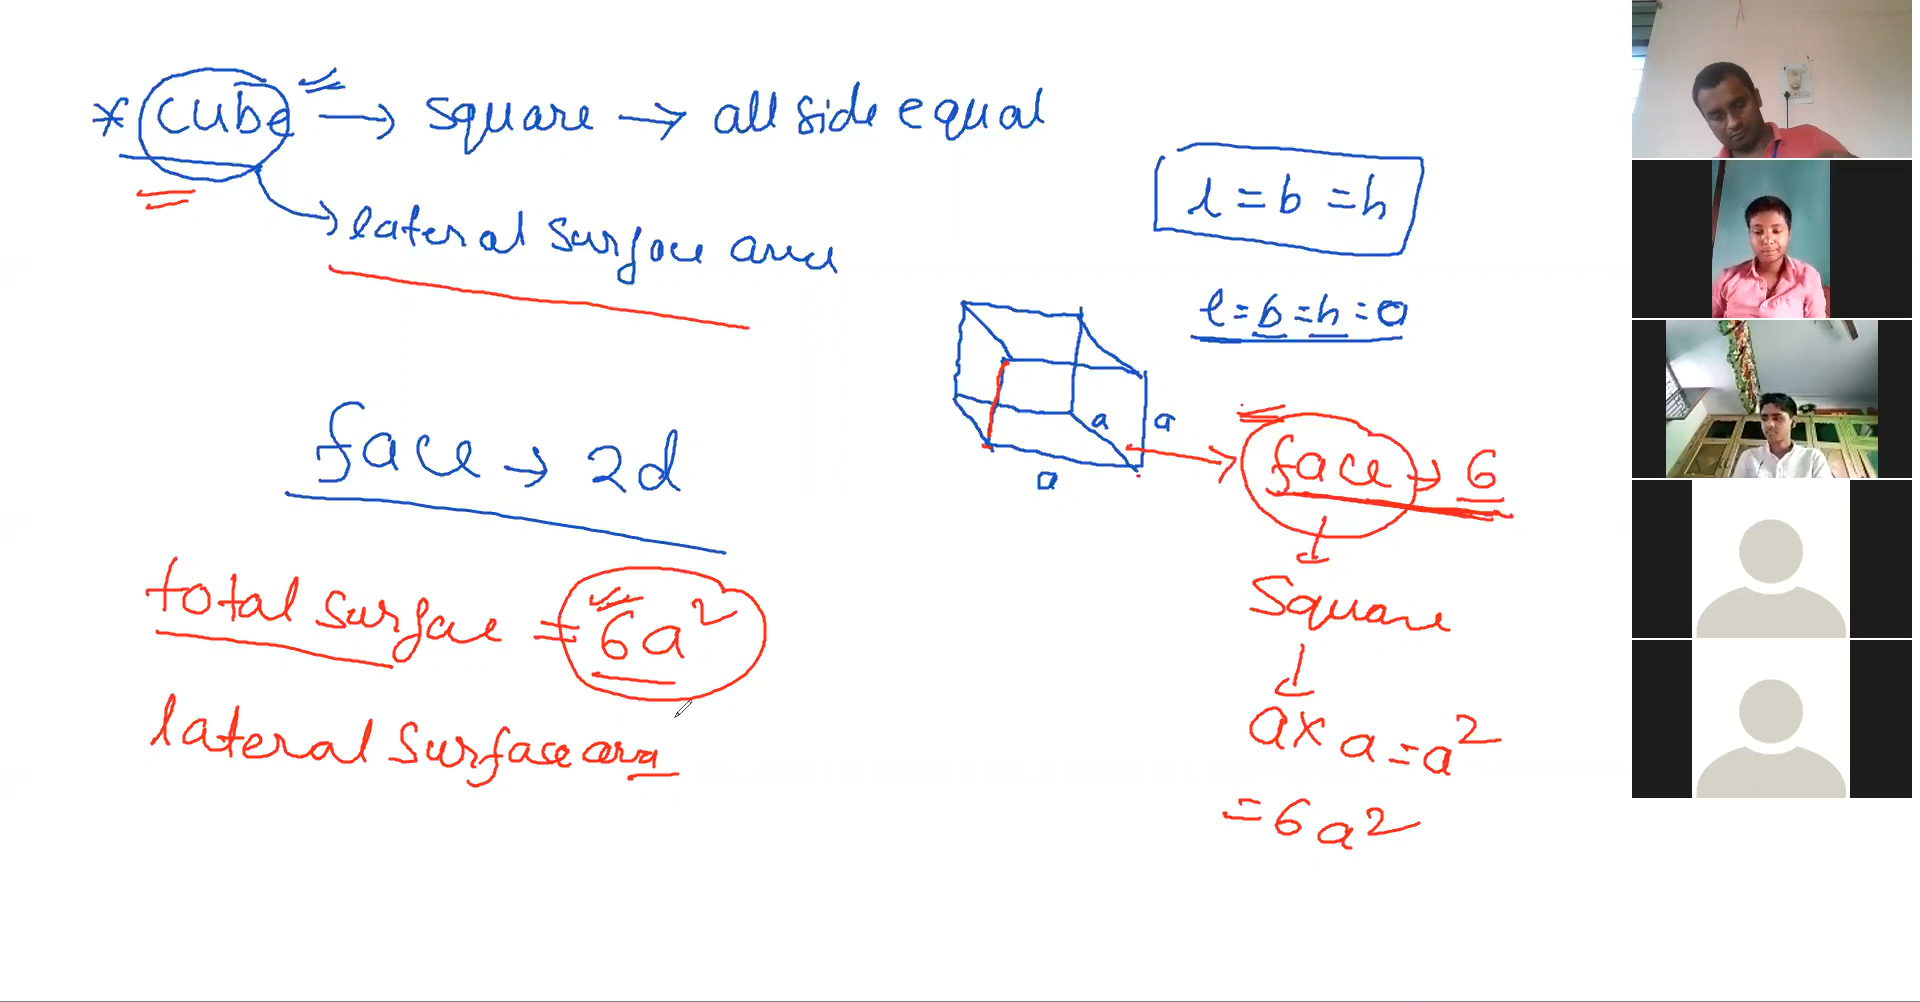 * cube → square → all side equal
→ lateral surface area
l = b = h
l = b = h = a
a
a
a
face → 2d
face → 6
total surface = 6a²
Square
lateral surface area
a × a = a²
= 6a²